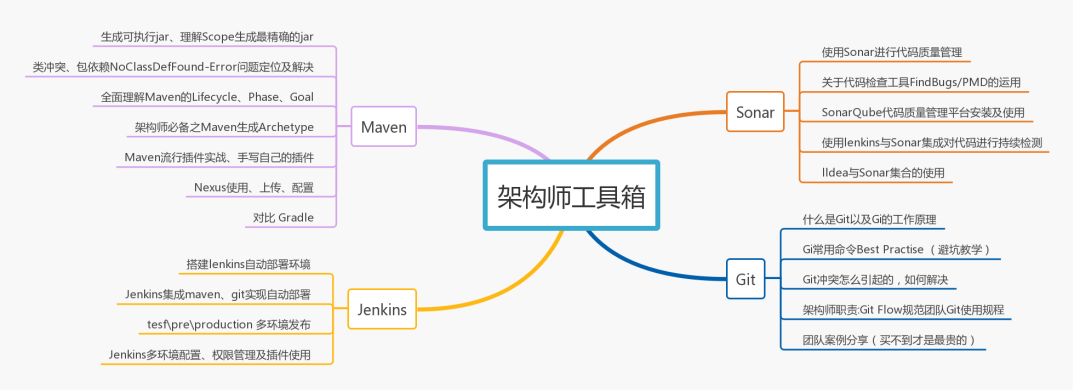 架构师工具箱
Maven
生成可执行jar、理解Scope生成最精确的jar
类冲突、包依赖NoClassDefFound-Error问题定位及解决
全面理解Maven的Lifecycle、Phase、Goal
架构师必备之Maven生成Archetype
Maven流行插件实战、手写自己的插件
Nexus使用、上传、配置
对比 Gradle
Jenkins
搭建lenkins自动部署环境
Jenkins集成maven、git实现自动部署
tesf\pre\production 多环境发布
Jenkins多环境配置、权限管理及插件使用
Sonar
使用Sonar进行代码质量管理
关于代码检查工具FindBugs/PMD的运用
SonarQube代码质量管理平台安装及使用
使用lenkins与Sonar集成对代码进行持续检测
lIdea与Sonar集合的使用
Git
什么是Git以及Gi的工作原理
Gi常用命令Best Practise （避坑教学）
Git冲突怎么引起的，如何解决
架构师职责:Git Flow规范团队Git使用规程
团队案例分享（买不到才是最贵的）